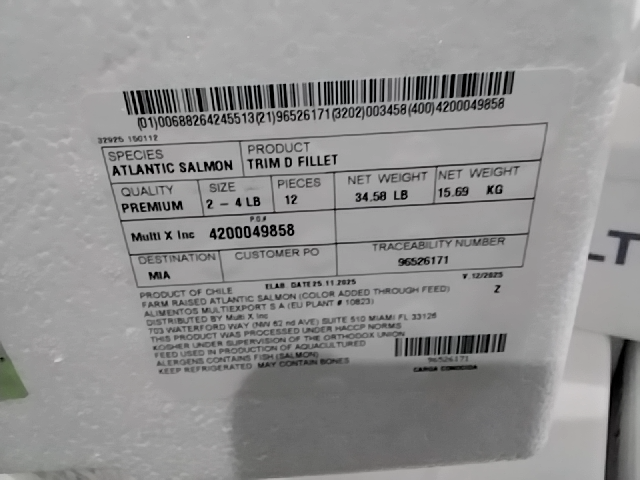 (01)00688264245513(21)96526171(3202)003458(400)4200049858
32925 150112
SPECIES
ATLANTIC SALMON
PRODUCT
TRIM D FILLET
QUALITY
PREMIUM
SIZE
2 - 4 LB
PIECES
12
NET WEIGHT
34.58 LB
NET WEIGHT
15.69 KG
Multi X Inc
P.O.#
4200049858
DESTINATION
MIA
CUSTOMER PO
TRACEABILITY NUMBER
96526171
PRODUCT OF CHILE
ELAB. DATE 25.11.2025
V.12/2023
Z
FARM RAISED ATLANTIC SALMON (COLOR ADDED THROUGH FEED)
ALIMENTOS MULTIEXPORT S A (EU PLANT # 10823)
DISTRIBUTED BY Multi X Inc
703 WATERFORD WAY (NW 62 nd AVE) SUITE 510 MIAMI FL 33126
THIS PRODUCT WAS PROCESSED UNDER HACCP NORMS
KOSHER UNDER SUPERVISION OF THE ORTHODOX UNION
FEED USED IN PRODUCTION OF AQUACULTURED
ALERGENS CONTAINS FISH (SALMON)
KEEP REFRIGERATED MAY CONTAIN BONES
96526171
CARGA CONOCIDA